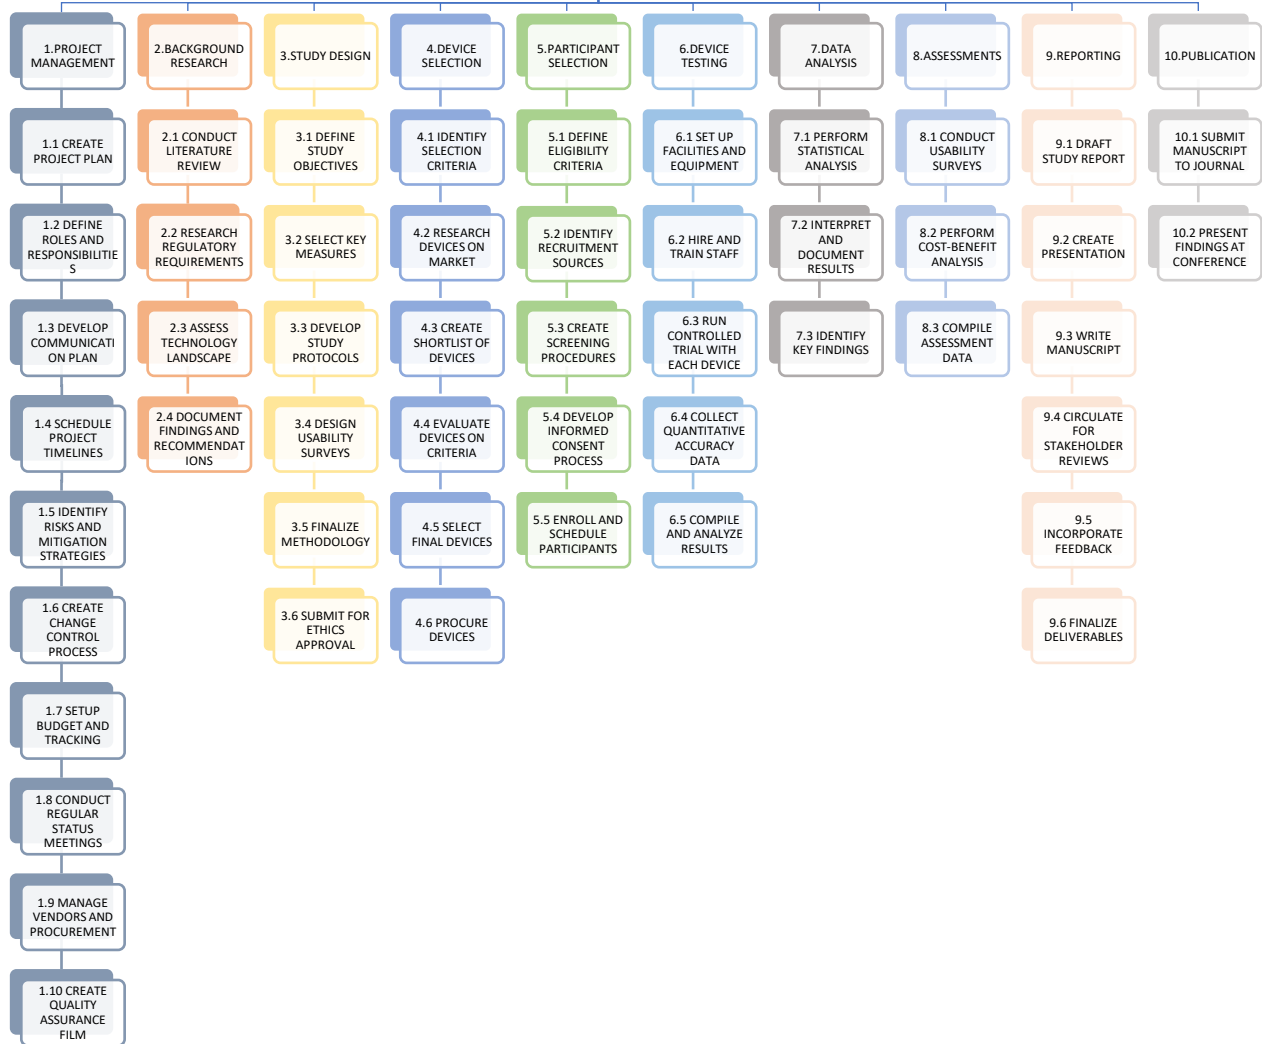 1.PROJECT
MANAGEMENT
1.1 CREATE
PROJECT PLAN
1.2 DEFINE
ROLES AND
RESPONSIBILITIE
S
1.3 DEVELOP
COMMUNICATI
ON PLAN
1.4 SCHEDULE
PROJECT
TIMELINES
1.5 IDENTIFY
RISKS AND
MITIGATION
STRATEGIES
1.6 CREATE
CHANGE
CONTROL
PROCESS
1.7 SETUP
BUDGET AND
TRACKING
1.8 CONDUCT
REGULAR
STATUS
MEETINGS
1.9 MANAGE
VENDORS AND
PROCUREMENT
1.10 CREATE
QUALITY
ASSURANCE
FILM
2.BACKGROUND
RESEARCH
2.1 CONDUCT
LITERATURE
REVIEW
2.2 RESEARCH
REGULATORY
REQUIREMENTS
2.3 ASSESS
TECHNOLOGY
LANDSCAPE
2.4 DOCUMENT
FINDINGS AND
RECOMMENDAT
IONS
3.STUDY DESIGN
3.1 DEFINE
STUDY
OBJECTIVES
3.2 SELECT KEY
MEASURES
3.3 DEVELOP
STUDY
PROTOCOLS
3.4 DESIGN
USABILITY
SURVEYS
3.5 FINALIZE
METHODOLOGY
3.6 SUBMIT FOR
ETHICS
APPROVAL
4.DEVICE
SELECTION
4.1 IDENTIFY
SELECTION
CRITERIA
4.2 RESEARCH
DEVICES ON
MARKET
4.3 CREATE
SHORTLIST OF
DEVICES
4.4 EVALUATE
DEVICES ON
CRITERIA
4.5 SELECT
FINAL DEVICES
4.6 PROCURE
DEVICES
5.PARTICIPANT
SELECTION
5.1 DEFINE
ELIGIBILITY
CRITERIA
5.2 IDENTIFY
RECRUITMENT
SOURCES
5.3 CREATE
SCREENING
PROCEDURES
5.4 DEVELOP
INFORMED
CONSENT
PROCESS
5.5 ENROLL AND
SCHEDULE
PARTICIPANTS
6.DEVICE
TESTING
6.1 SET UP
FACILITIES AND
EQUIPMENT
6.2 HIRE AND
TRAIN STAFF
6.3 RUN
CONTROLLED
TRIAL WITH
EACH DEVICE
6.4 COLLECT
QUANTITATIVE
ACCURACY
DATA
6.5 COMPILE
AND ANALYZE
RESULTS
7.DATA
ANALYSIS
7.1 PERFORM
STATISTICAL
ANALYSIS
7.2 INTERPRET
AND
DOCUMENT
RESULTS
7.3 IDENTIFY
KEY FINDINGS
8.ASSESSMENTS
8.1 CONDUCT
USABILITY
SURVEYS
8.2 PERFORM
COST-BENEFIT
ANALYSIS
8.3 COMPILE
ASSESSMENT
DATA
9.REPORTING
9.1 DRAFT
STUDY REPORT
9.2 CREATE
PRESENTATION
9.3 WRITE
MANUSCRIPT
9.4 CIRCULATE
FOR
STAKEHOLDER
REVIEWS
9.5
INCORPORATE
FEEDBACK
9.6 FINALIZE
DELIVERABLES
10.PUBLICATION
10.1 SUBMIT
MANUSCRIPT
TO JOURNAL
10.2 PRESENT
FINDINGS AT
CONFERENCE